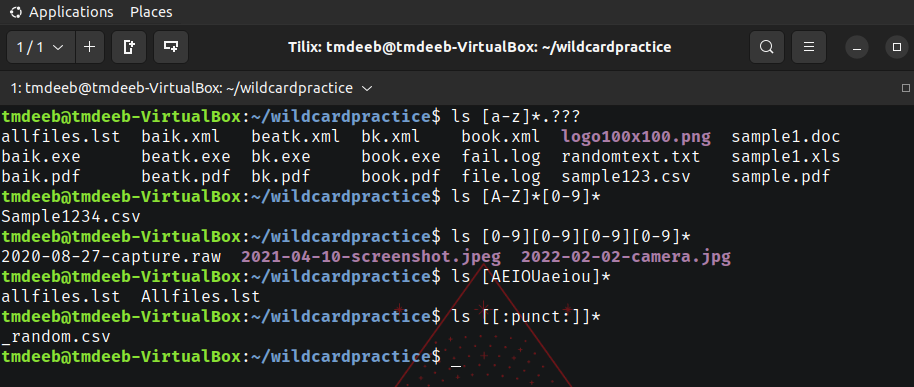 Applications Places
1 / 1
Tilix: tmdeeb@tmdeeb-VirtualBox: ~/wildcardpractice
1: tmdeeb@tmdeeb-VirtualBox: ~/wildcardpractice
tmdeeb@tmdeeb-VirtualBox:~/wildcardpractice$ ls [a-z]*.???
allfiles.lst baik.xml beatk.xml bk.xml book.xml logo100x100.png sample1.doc
baik.exe beatk.exe bk.exe book.exe fail.log randomtext.txt sample1.xls
baik.pdf beatk.pdf bk.pdf book.pdf file.log sample123.csv sample.pdf
tmdeeb@tmdeeb-VirtualBox:~/wildcardpractice$ ls [A-Z]*[0-9]*
Sample1234.csv
tmdeeb@tmdeeb-VirtualBox:~/wildcardpractice$ ls [0-9][0-9][0-9][0-9]*
2020-08-27-capture.raw 2021-04-10-screenshot.jpeg 2022-02-02-camera.jpg
tmdeeb@tmdeeb-VirtualBox:~/wildcardpractice$ ls [AEIOUaeiou]*
allfiles.lst Allfiles.lst
tmdeeb@tmdeeb-VirtualBox:~/wildcardpractice$ ls [[:punct:]]*
_random.csv
tmdeeb@tmdeeb-VirtualBox:~/wildcardpractice$ _